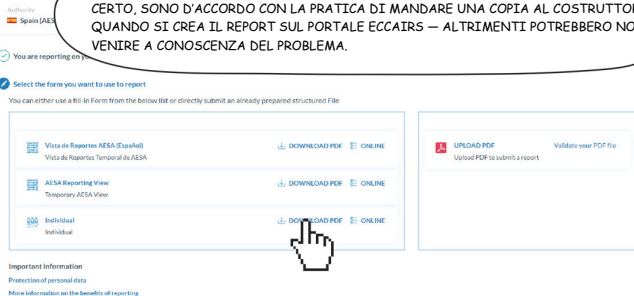 CERTO, SONO D'ACCORDO CON LA PRATICA DI MANDARE UNA COPIA AL COSTRUTTOR
QUANDO SI CREA IL REPORT SUL PORTALE ECCAIRS — ALTRIMENTI POTREBBERO NO
VENIRE A CONOSCENZA DEL PROBLEMA.
Authority
Spain (AES
You are reporting on yo
Select the form you want to use to report
You can either use a fill-in Form from the below list or directly submit an already prepared structured File
Vista de Reportes AESA (Español) DOWNLOAD PDF ONLINE
Vista de Reportes Temporal de AESA
AESA Reporting View DOWNLOAD PDF ONLINE
Temporary AESA View
Individual DOWNLOAD PDF ONLINE
Individual
UPLOAD PDF Validate your PDF file
Upload PDF to submit a report
Important information
Protection of personal data
More information on the benefits of reporting